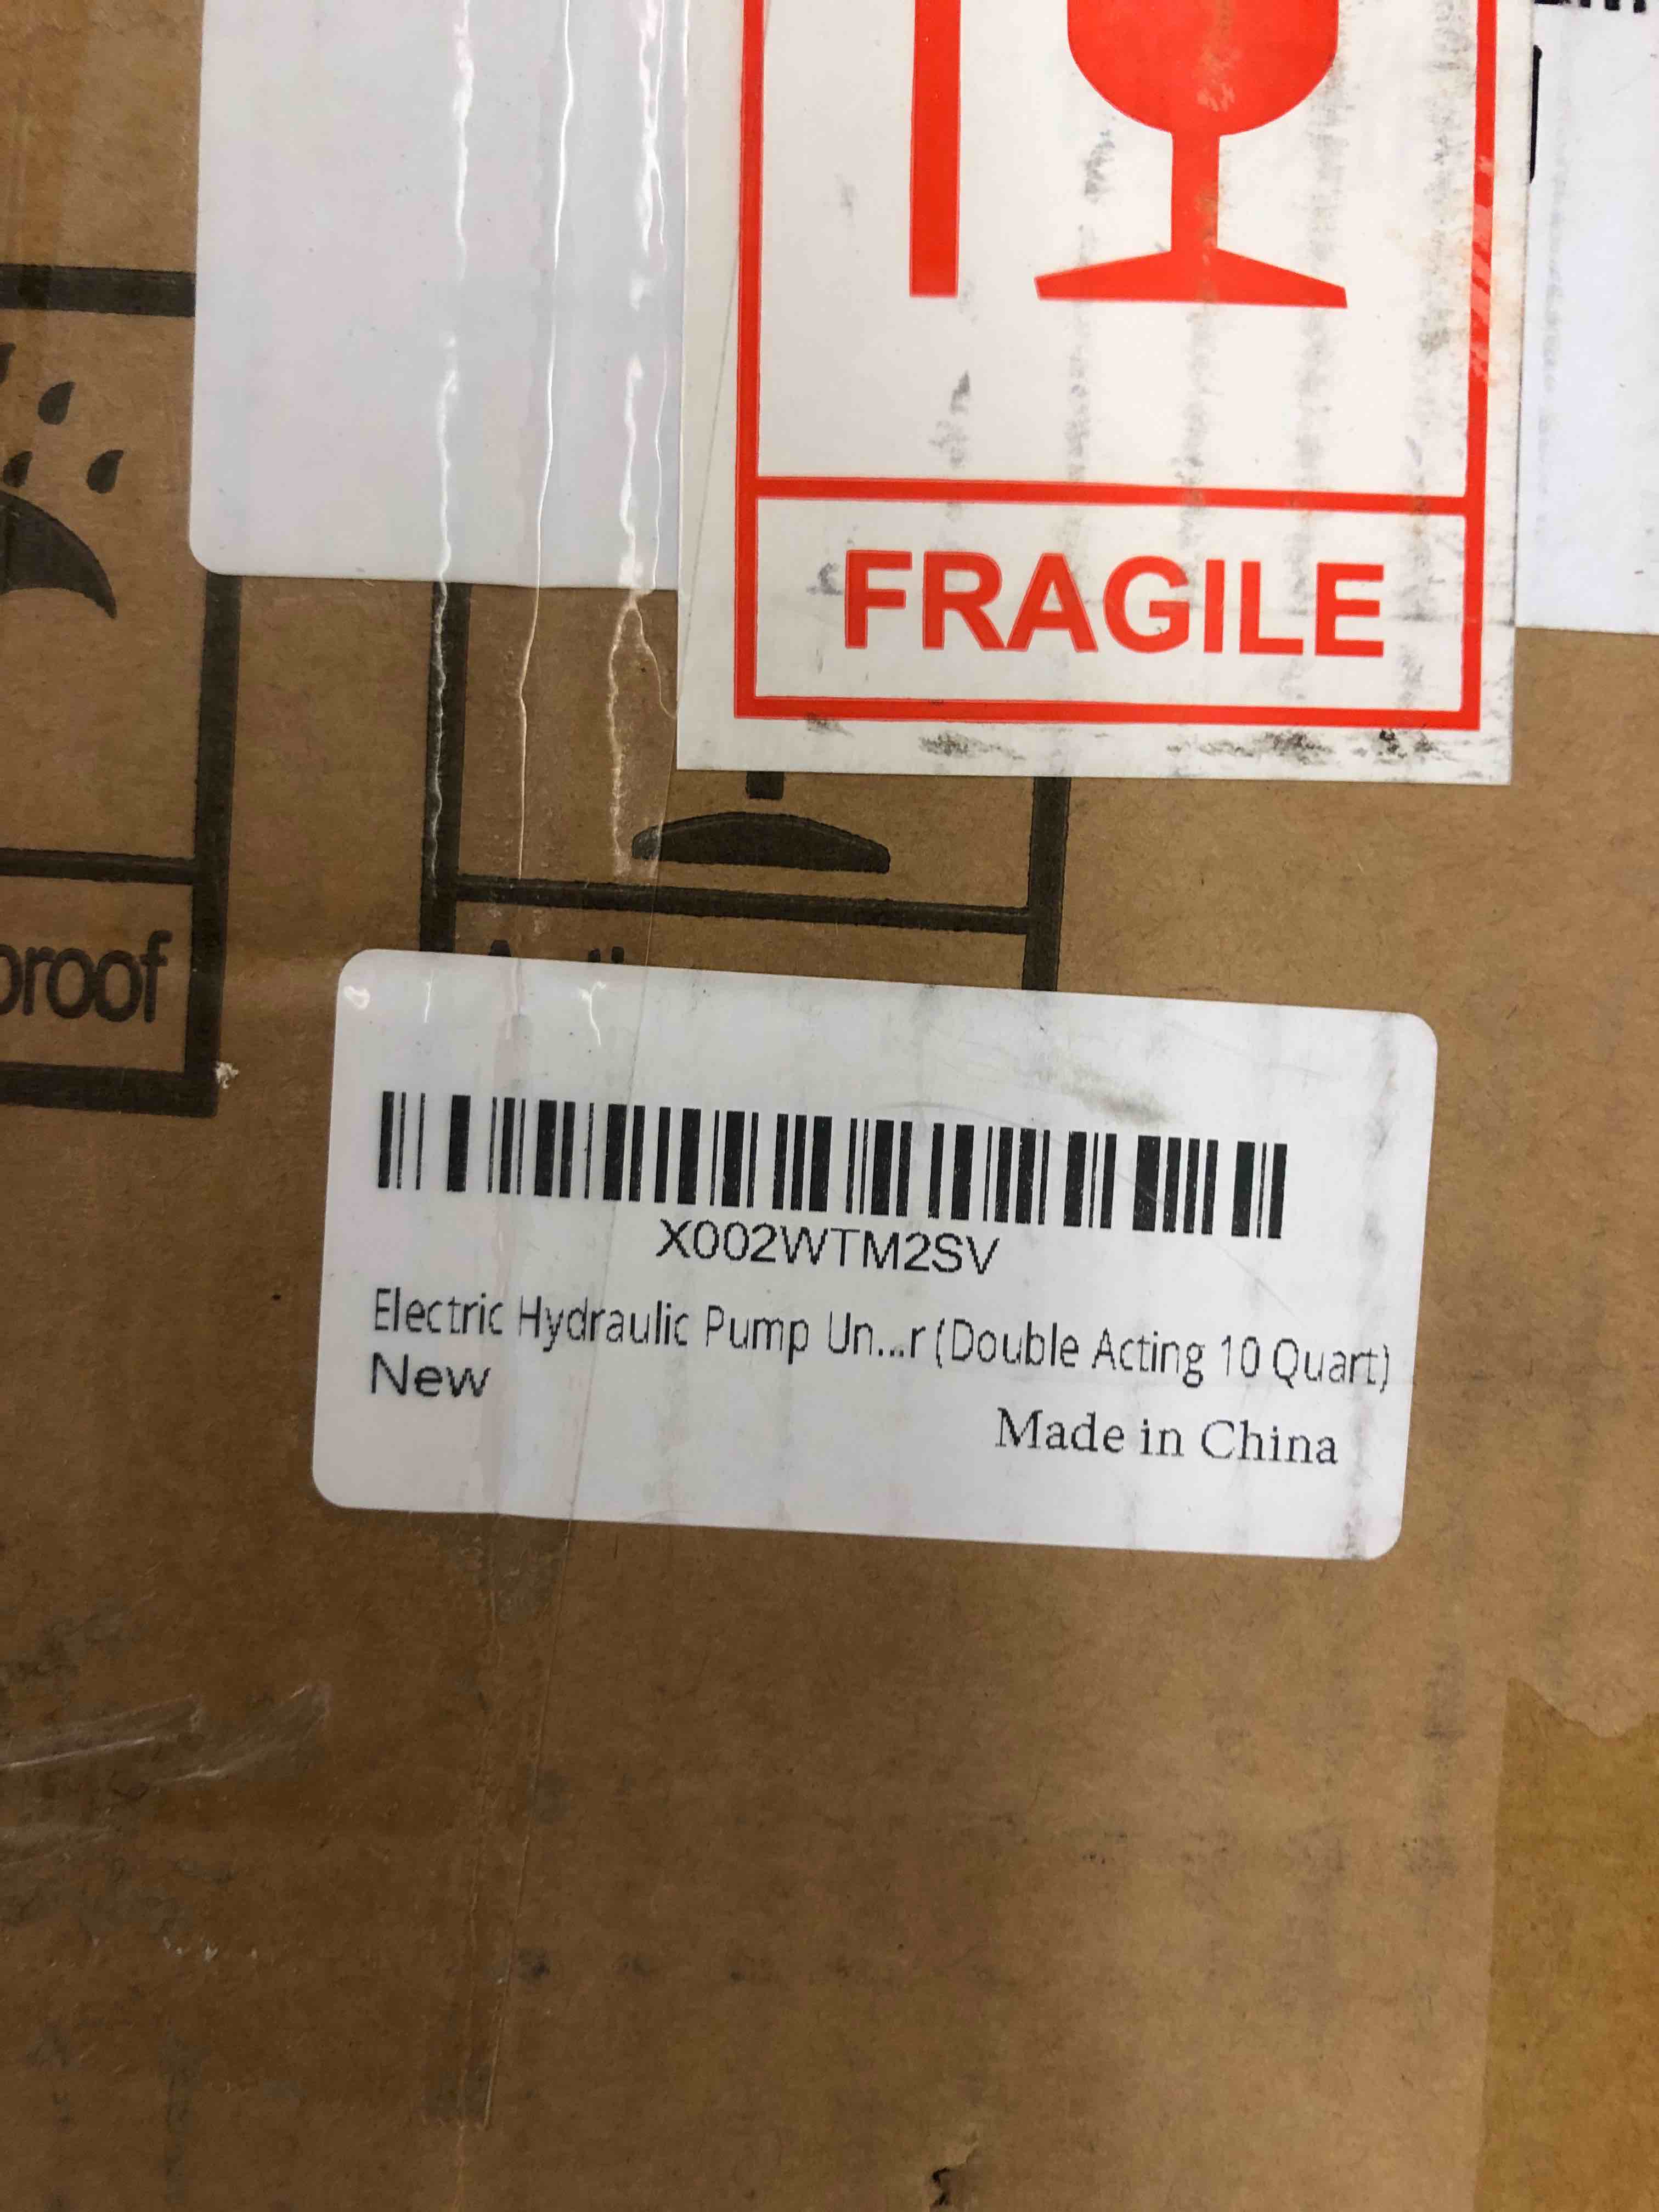 FRAGILE
proof
X002WTM2SV
Electric Hydraulic Pump Un...r (Double Acting 10 Quart)
New
Made in China